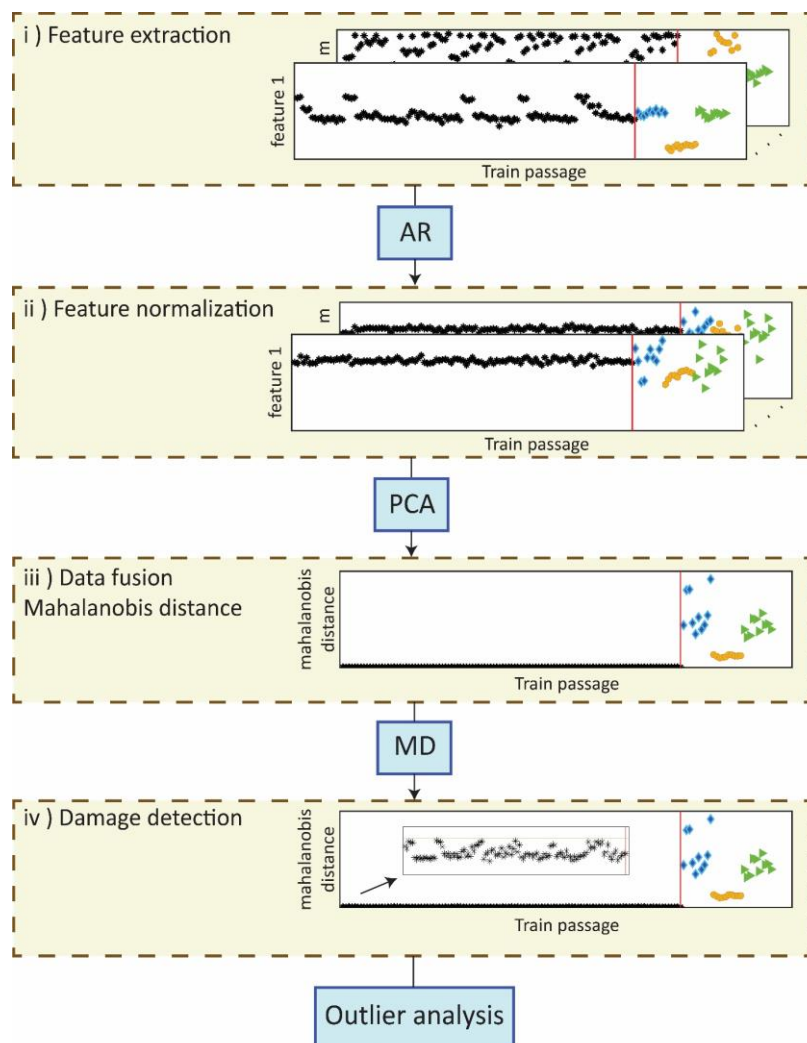 i ) Feature extraction
m
feature 1
Train passage
. . . .
AR
ii ) Feature normalization
m
feature 1
Train passage
. . . .
PCA
iii ) Data fusion
Mahalanobis distance
mahalanobis
distance
Train passage
MD
iv ) Damage detection
mahalanobis
distance
Train passage
Outlier analysis